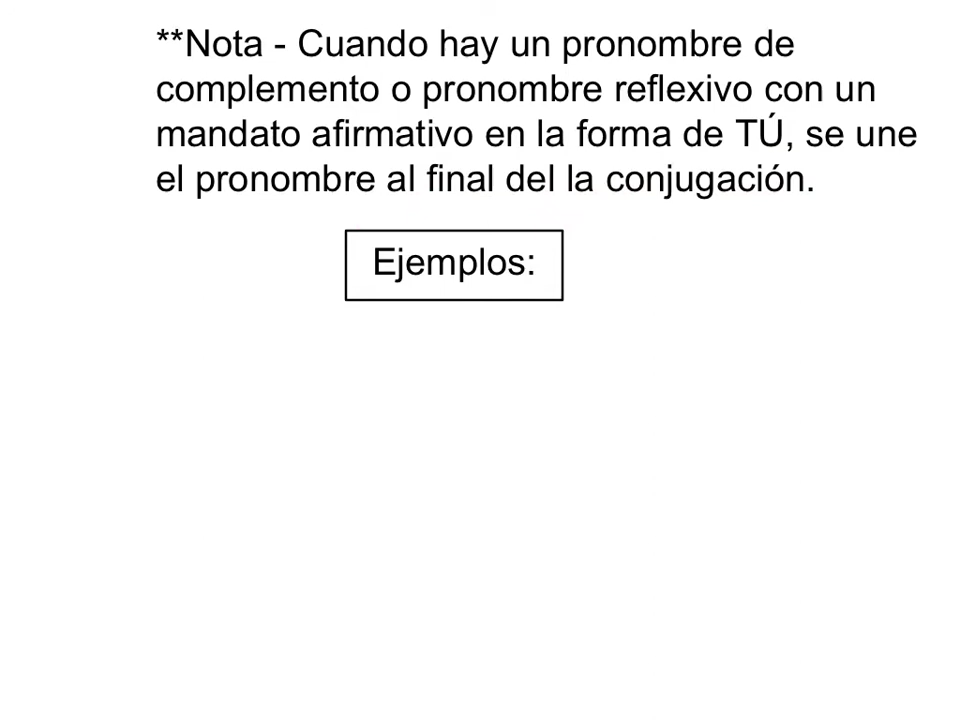 **Nota - Cuando hay un pronombre de
complemento o pronombre reflexivo con un
mandato afirmativo en la forma de TÚ, se une
el pronombre al final del la conjugación.
Ejemplos: